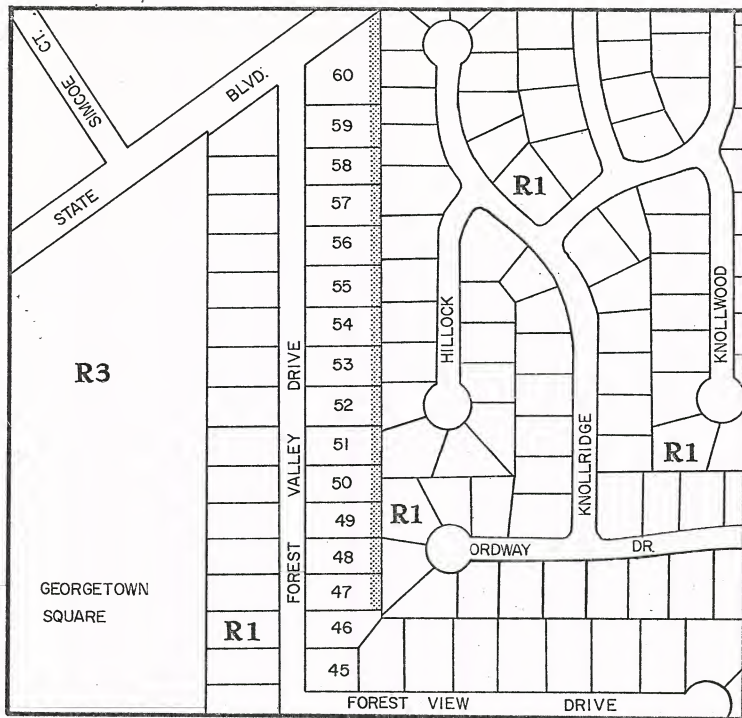 SIMCOE CT.
STATE BLVD.
60
59
58
57
56
55
54
53
52
51
50
49
48
47
46
45
R1
R3
HILLOCK
KNOLLWOOD
KNOLLRIDGE
FOREST VALLEY DRIVE
R1
R1
ORDWAY DR.
GEORGETOWN
SQUARE
R1
FOREST VIEW DRIVE